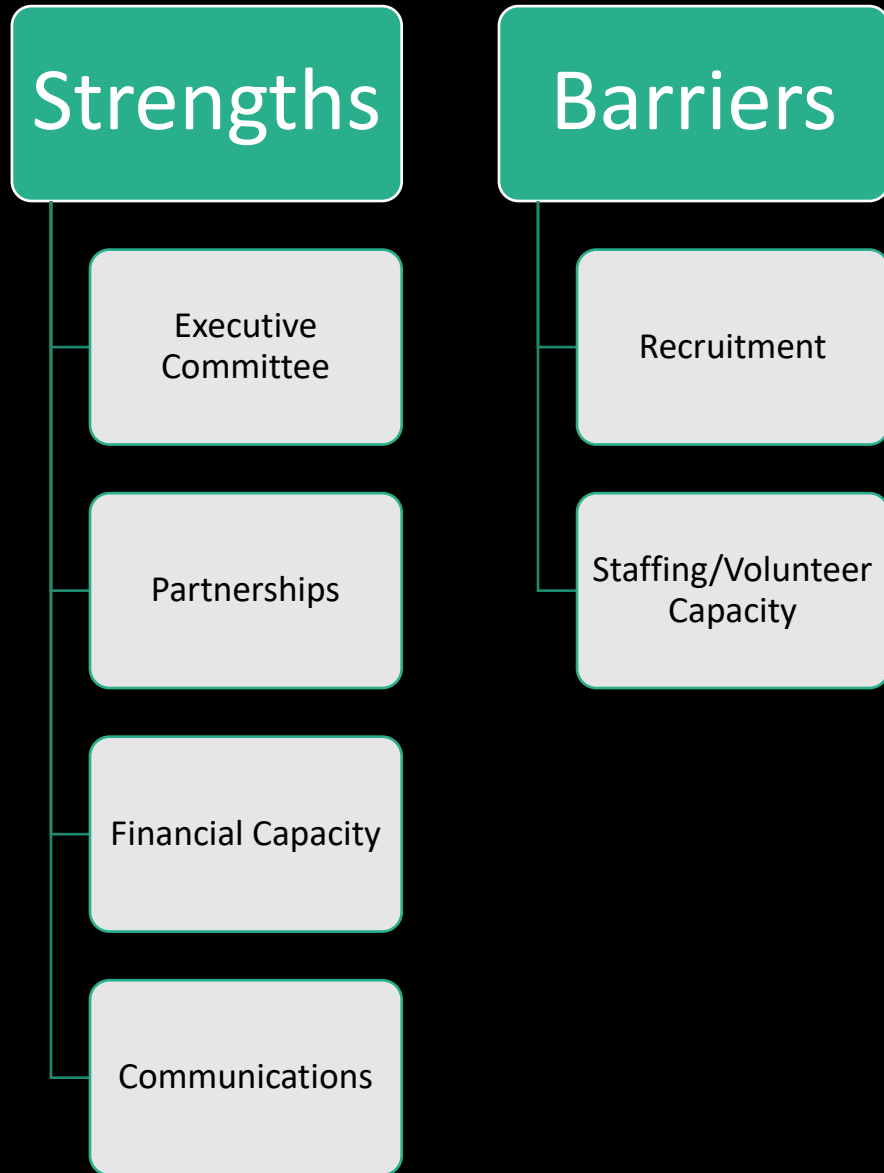 Strengths
Executive
Committee
Partnerships
Financial Capacity
Communications
Barriers
Recruitment
Staffing/Volunteer
Capacity